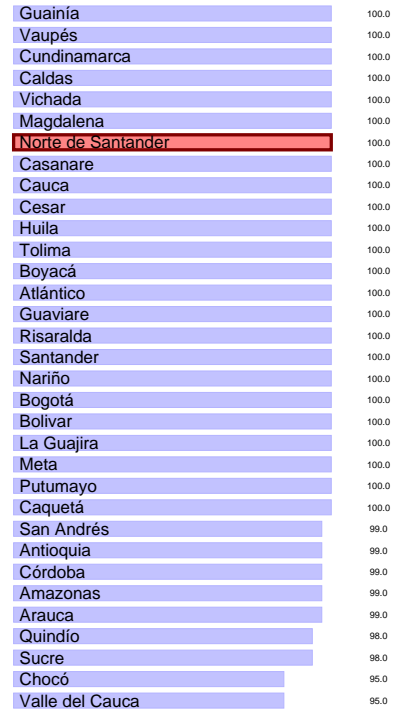 Guainía 100.0
Vaupés 100.0
Cundinamarca 100.0
Caldas 100.0
Vichada 100.0
Magdalena 100.0
Norte de Santander 100.0
Casanare 100.0
Cauca 100.0
Cesar 100.0
Huila 100.0
Tolima 100.0
Boyacá 100.0
Atlántico 100.0
Guaviare 100.0
Risaralda 100.0
Santander 100.0
Nariño 100.0
Bogotá 100.0
Bolivar 100.0
La Guajira 100.0
Meta 100.0
Putumayo 100.0
Caquetá 100.0
San Andrés 99.0
Antioquia 99.0
Córdoba 99.0
Amazonas 99.0
Arauca 99.0
Quindío 98.0
Sucre 98.0
Chocó 95.0
Valle del Cauca 95.0